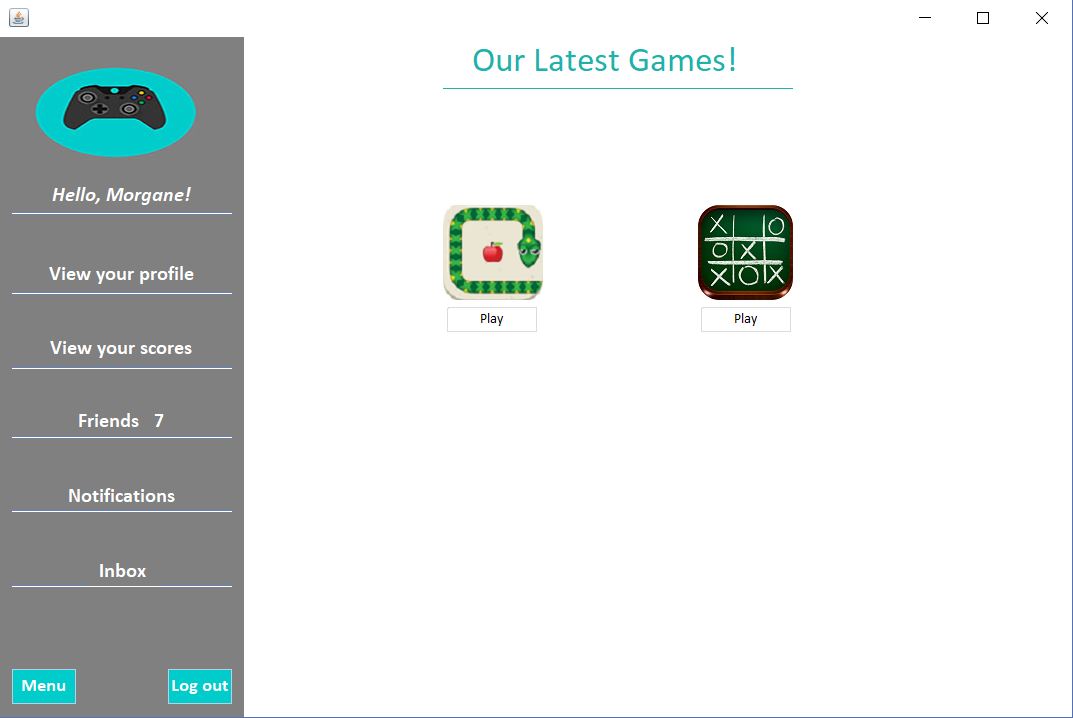 Our Latest Games!
Hello, Morgane!
View your profile
View your scores
Friends 7
Notifications
Inbox
Menu
Log out
X O
O X
X O X
Play
Play